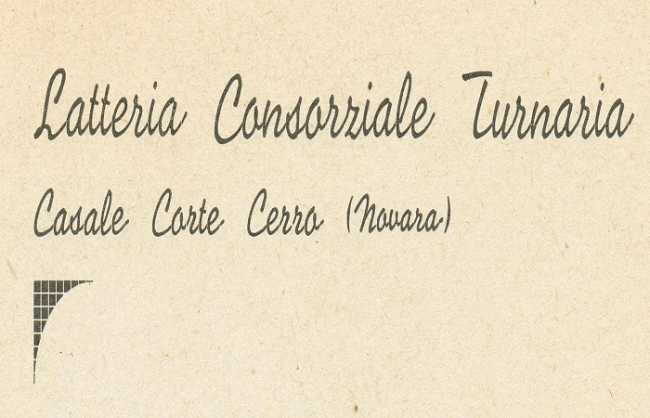 Latteria Consorziale Turnaria
Casale Corte Cerro (Novara)